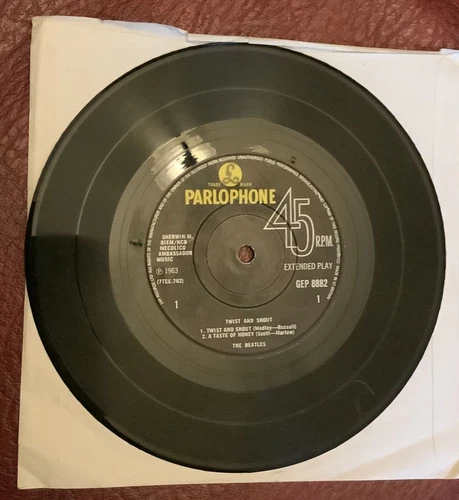 TRADE MARK
PARLOPHONE
45
R.P.M.
EXTENDED PLAY
SHERWIN M.
BIEM/NCB
MECOLICO
AMBASSADOR
MUSIC
℗ 1963
(7TCE.762)
GEP 8882
1
1
TWIST AND SHOUT
1. TWIST AND SHOUT (Medley—Russell)
2. A TASTE OF HONEY (Scott—Marlow)
THE BEATLES